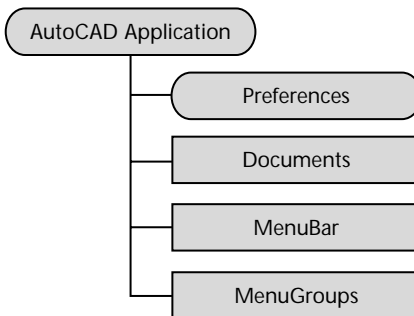 AutoCAD Application
Preferences
Documents
MenuBar
MenuGroups